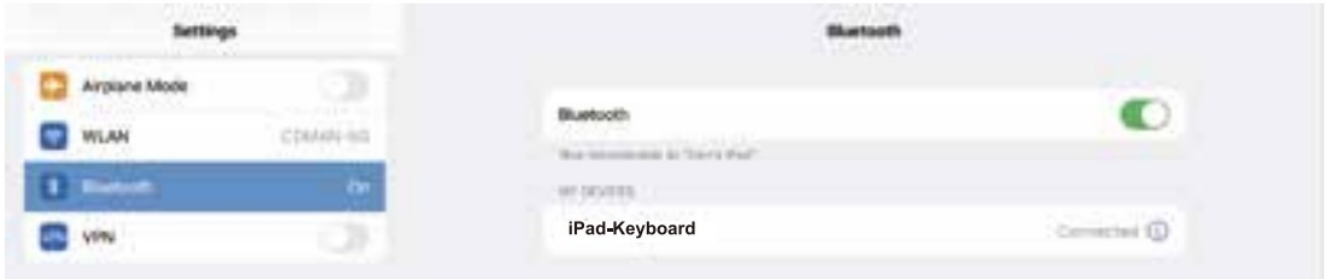 Settings
Airplane Mode
WLAN
Bluetooth On
VPN
Bluetooth
Bluetooth
MY DEVICES
iPad-Keyboard Connected